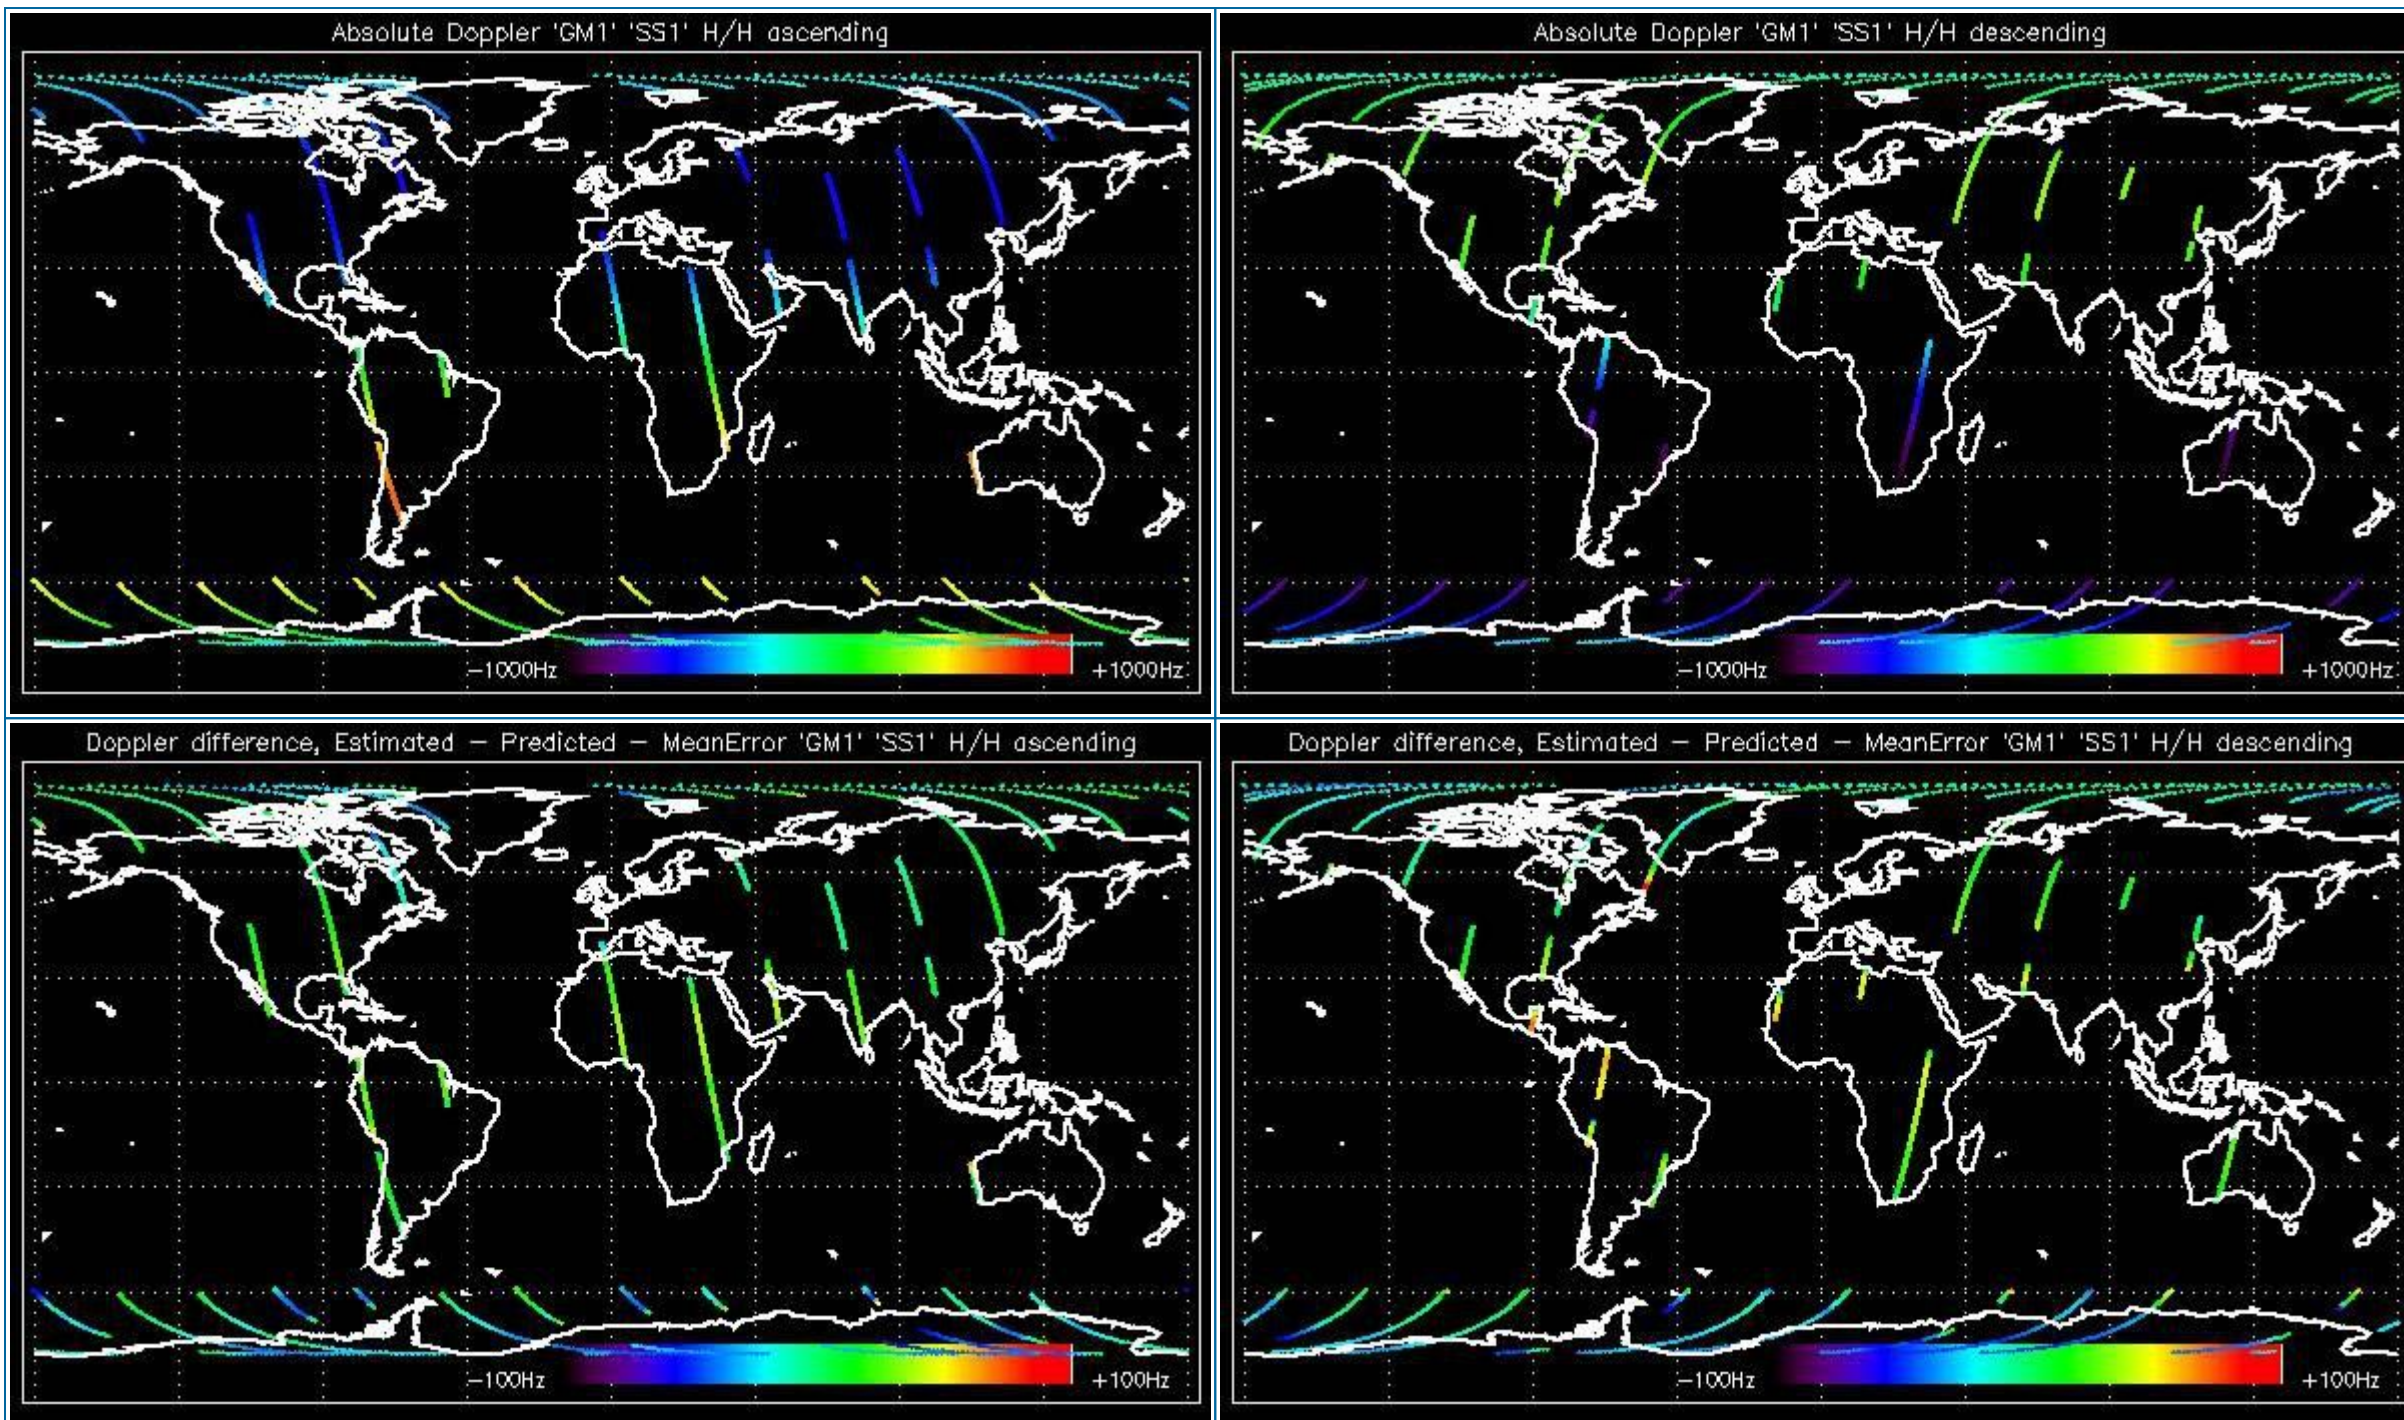 Absolute Doppler 'GM1' 'SS1' H/H ascending
-1000Hz
+1000Hz
Absolute Doppler 'GM1' 'SS1' H/H descending
-1000Hz
+1000Hz
Doppler difference, Estimated - Predicted - MeanError 'GM1' 'SS1' H/H ascending
-100Hz
+100Hz
Doppler difference, Estimated - Predicted - MeanError 'GM1' 'SS1' H/H descending
-100Hz
+100Hz